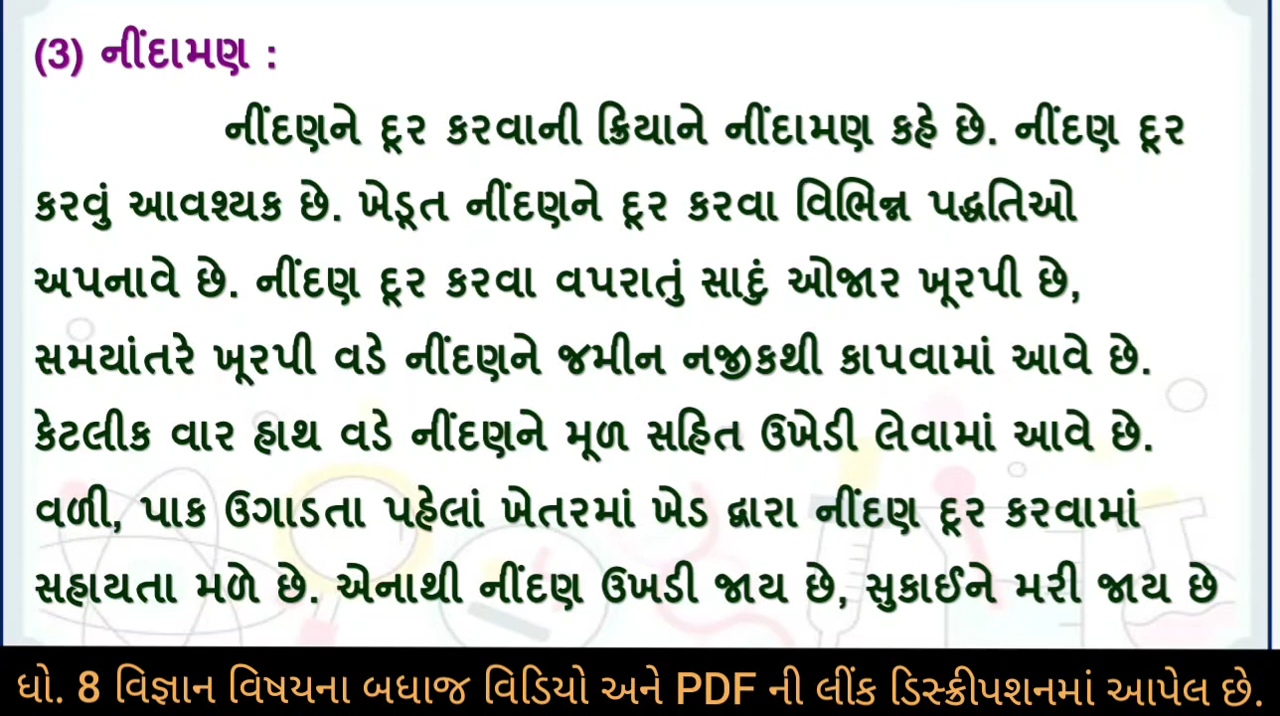 (3) નીંદામણ :
નીંદણને દૂર કરવાની ક્રિયાને નીંદામણ કહે છે. નીંદણ દૂર
કરવું આવશ્યક છે. ખેડૂત નીંદણને દૂર કરવા વિભિન્ન પદ્ધતિઓ
અપનાવે છે. નીંદણ દૂર કરવા વપરાતું સાદું ઓજાર ખૂરપી છે,
સમયાંતરે ખૂરપી વડે નીંદણને જમીન નજીકથી કાપવામાં આવે છે.
કેટલીક વાર હાથ વડે નીંદણને મૂળ સહિત ઉખેડી લેવામાં આવે છે.
વળી, પાક ઉગાડતા પહેલાં ખેતરમાં ખેડ દ્વારા નીંદણ દૂર કરવામાં
સહાયતા મળે છે. એનાથી નીંદણ ઉખડી જાય છે, સુકાઈને મરી જાય છે
ધો. 8 વિજ્ઞાન વિષયના બધાજ વિડિયો અને PDF ની લીંક ડિસ્ક્રીપશનમાં આપેલ છે.